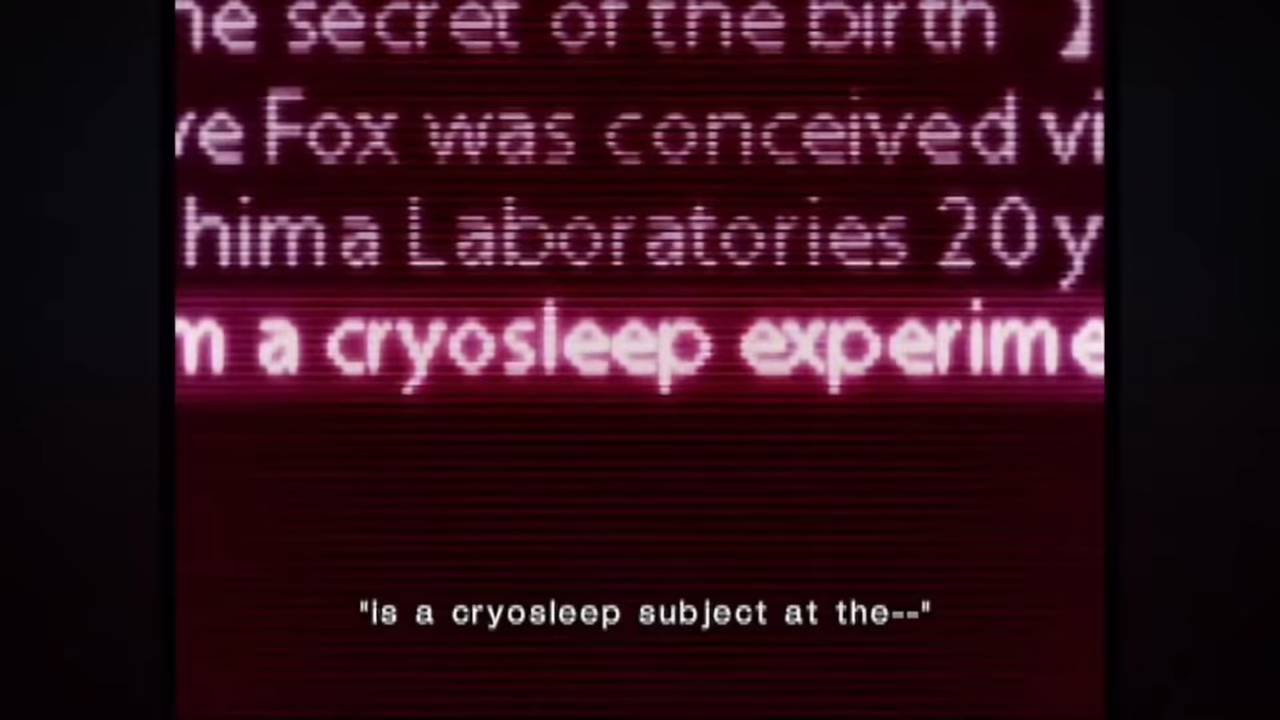 he secret of the birth 】
ve Fox was conceived vi
hima Laboratories 20 y
m a cryosleep experime
"is a cryosleep subject at the--"